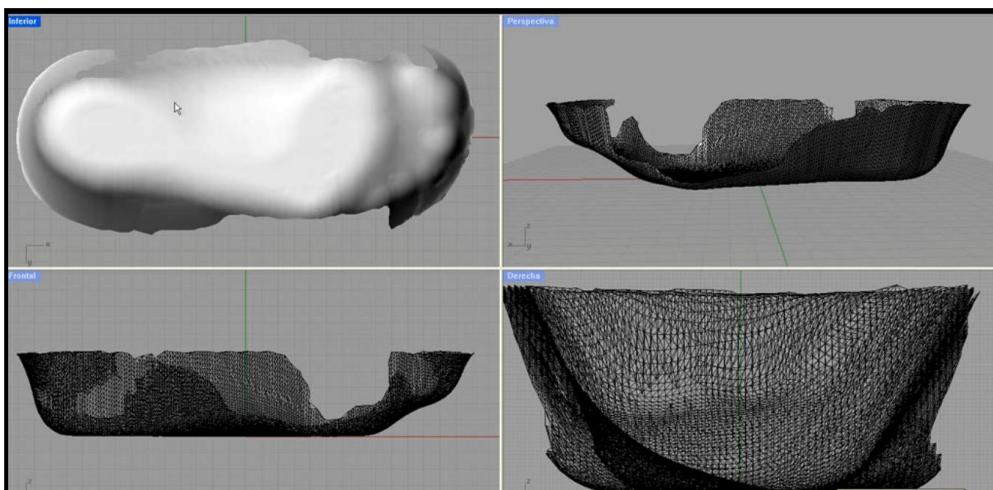 Inferior
Perspectiva
x
y
z
x
y
Frontal
Derecha
z
z